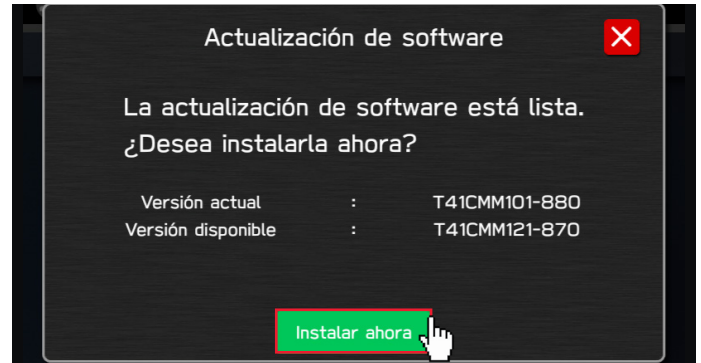 Actualización de software
La actualización de software está lista.
¿Desea instalarla ahora?
Versión actual : T41CMM101-880
Versión disponible : T41CMM121-870
Instalar ahora